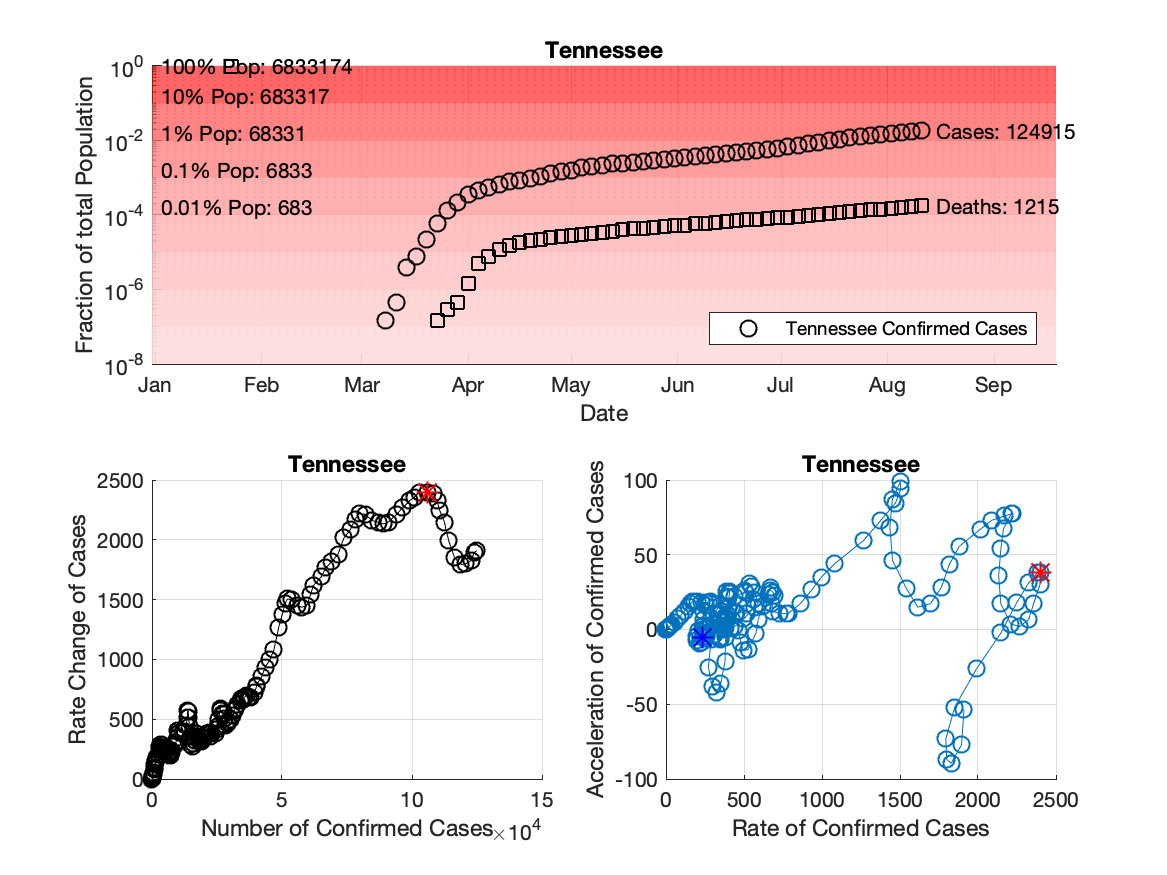 Tennessee
Fraction of total Population
10^0
10^-2
10^-4
10^-6
10^-8
100% Pop: 6833174
10% Pop: 683317
1% Pop: 68331
0.1% Pop: 6833
0.01% Pop: 683
Cases: 124915
Deaths: 1215
Tennessee Confirmed Cases
Jan Feb Mar Apr May Jun Jul Aug Sep
Date
Tennessee
Rate Change of Cases
2500
2000
1500
1000
500
0
0 5 10 15
Number of Confirmed Cases ×10^4
Tennessee
Acceleration of Confirmed Cases
100
50
0
-50
-100
0 500 1000 1500 2000 2500
Rate of Confirmed Cases